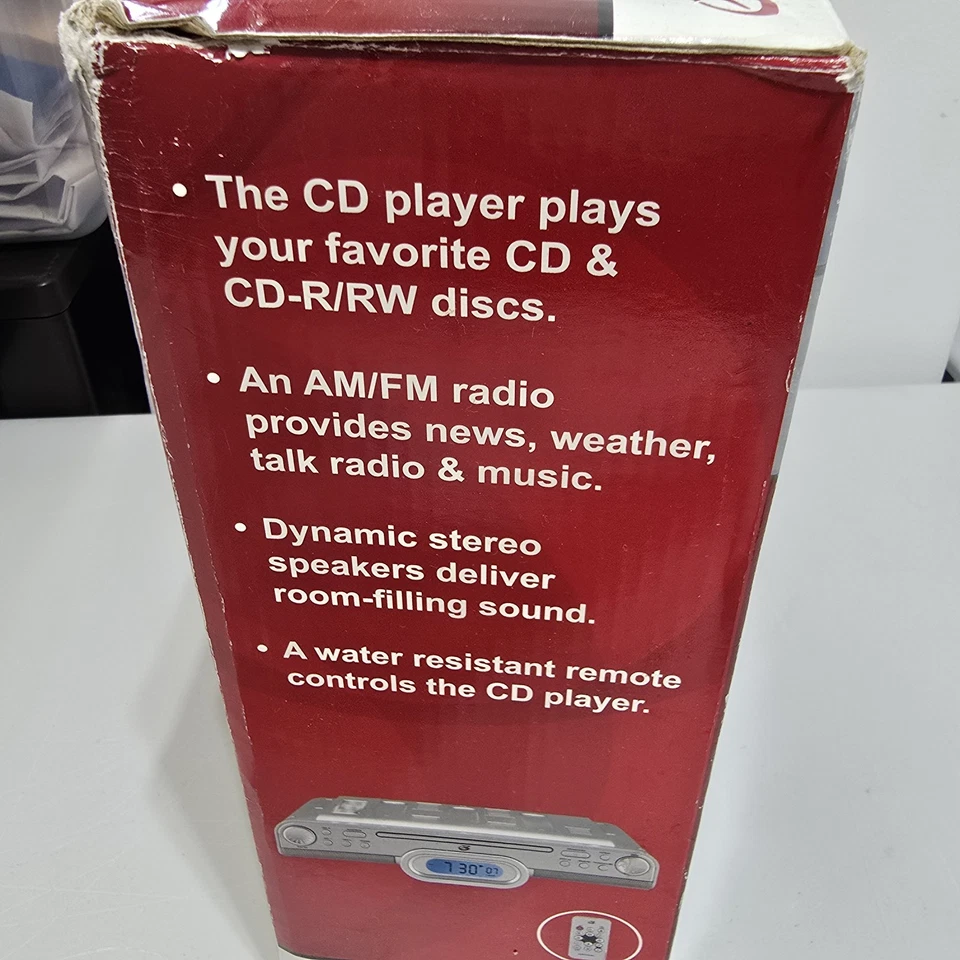 • The CD player plays
your favorite CD &
CD-R/RW discs.
• An AM/FM radio
provides news, weather,
talk radio & music.
• Dynamic stereo
speakers deliver
room-filling sound.
• A water resistant remote
controls the CD player.
7 30